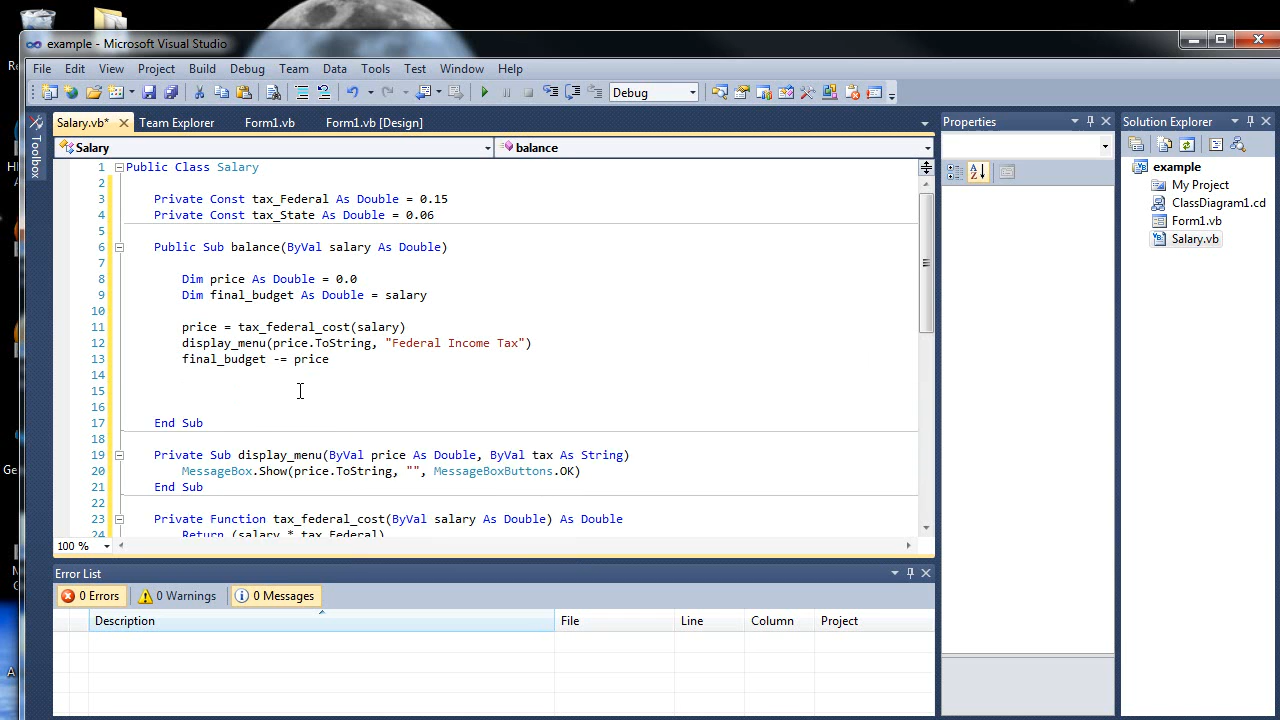 example - Microsoft Visual Studio
File Edit View Project Build Debug Team Data Tools Test Window Help
Debug
Salary.vb* Team Explorer Form1.vb Form1.vb [Design]
Toolbox
Salary balance
1 Public Class Salary
2
3 Private Const tax_Federal As Double = 0.15
4 Private Const tax_State As Double = 0.06
5
6 Public Sub balance(ByVal salary As Double)
7
8 Dim price As Double = 0.0
9 Dim final_budget As Double = salary
10
11 price = tax_federal_cost(salary)
12 display_menu(price.ToString, "Federal Income Tax")
13 final_budget -= price
14
15
16
17 End Sub
18
19 Private Sub display_menu(ByVal price As Double, ByVal tax As String)
20 MessageBox.Show(price.ToString, "", MessageBoxButtons.OK)
21 End Sub
22
23 Private Function tax_federal_cost(ByVal salary As Double) As Double
24 Return (salary * tax_Federal)
100 %
Error List
0 Errors 0 Warnings 0 Messages
Description File Line Column Project
Properties
Solution Explorer
example
My Project
ClassDiagram1.cd
Form1.vb
Salary.vb